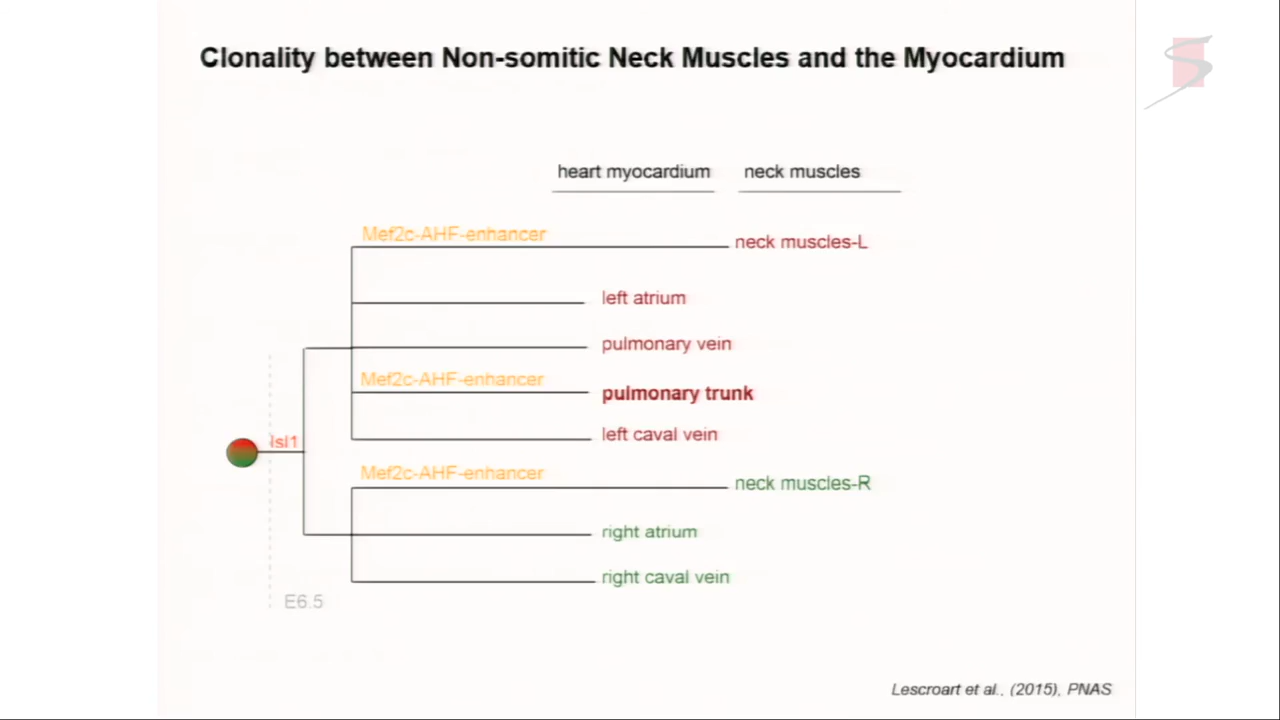 Clonality between Non-somitic Neck Muscles and the Myocardium
heart myocardium
neck muscles
Mef2c-AHF-enhancer
neck muscles-L
left atrium
pulmonary vein
Mef2c-AHF-enhancer
pulmonary trunk
left caval vein
Isl1
Mef2c-AHF-enhancer
neck muscles-R
right atrium
right caval vein
E6.5
Lescroart et al., (2015), PNAS